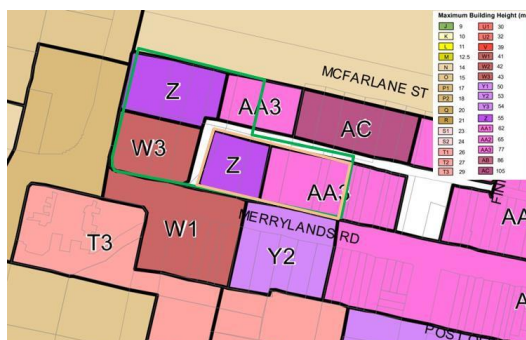 Maximum Building Height (m
J 9
K 10
L 11
M 12.5
N 14
O 15
P1 17
P2 18
Q 20
R 21
S1 23
S2 24
T1 26
T2 27
T3 29
U1 30
U2 32
V 39
W1 41
W2 42
W3 43
Y1 50
Y2 53
Y3 54
Z 55
AA1 62
AA2 65
AA3 77
AB 86
AC 105
MCFARLANE ST
Z
AA3
AC
W3
Z
AA3
FIN
AA
MERRYLANDS RD
W1
T3
Y2
A
POST OF